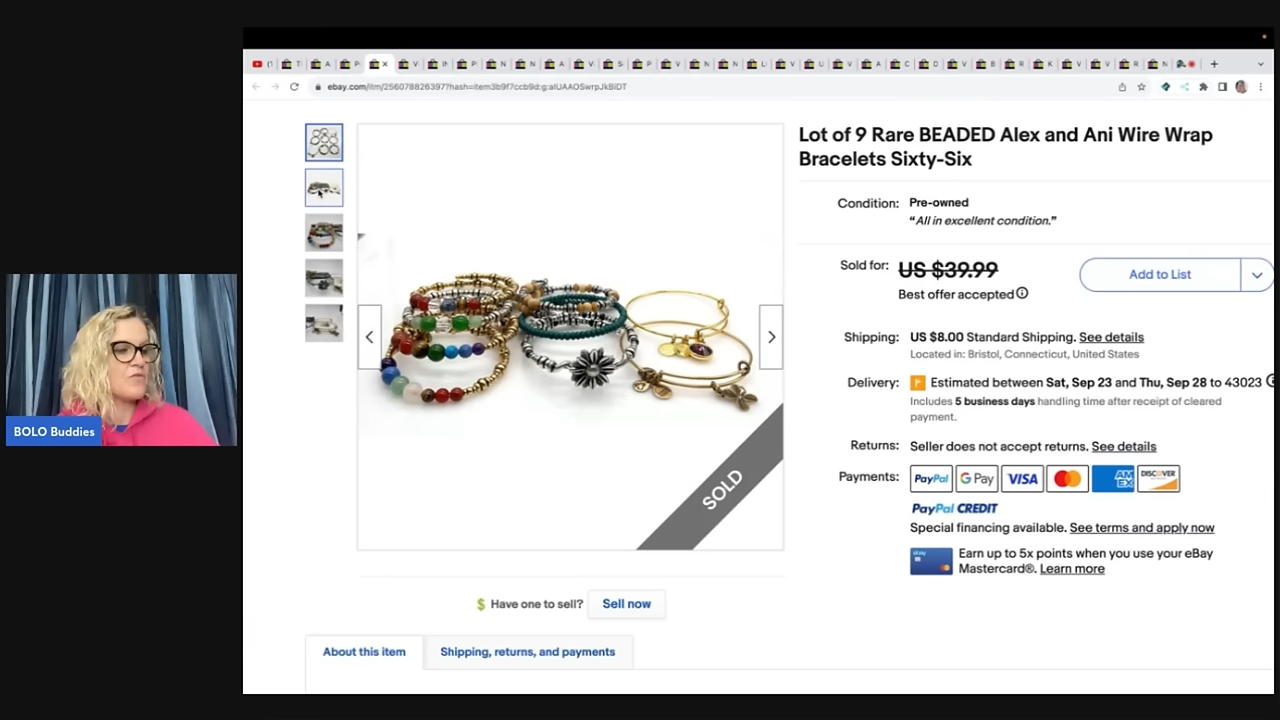 ebay.com/itm/256078826397?hash=item3b9f7ccb9d:g:aIUAAOSwrpJkBiDT
Lot of 9 Rare BEADED Alex and Ani Wire Wrap
Bracelets Sixty-Six
Condition: Pre-owned
“All in excellent condition.”
Sold for: US $39.99
Best offer accepted
Add to List
Shipping: US $8.00 Standard Shipping. See details
Located in: Bristol, Connecticut, United States
Delivery: Estimated between Sat, Sep 23 and Thu, Sep 28 to 43023
Includes 5 business days handling time after receipt of cleared
payment.
Returns: Seller does not accept returns. See details
Payments: PayPal G Pay VISA AM EX DISCOVER
PayPal CREDIT
Special financing available. See terms and apply now
Earn up to 5x points when you use your eBay
Mastercard®. Learn more
SOLD
Have one to sell? Sell now
About this item
Shipping, returns, and payments
BOLO Buddies